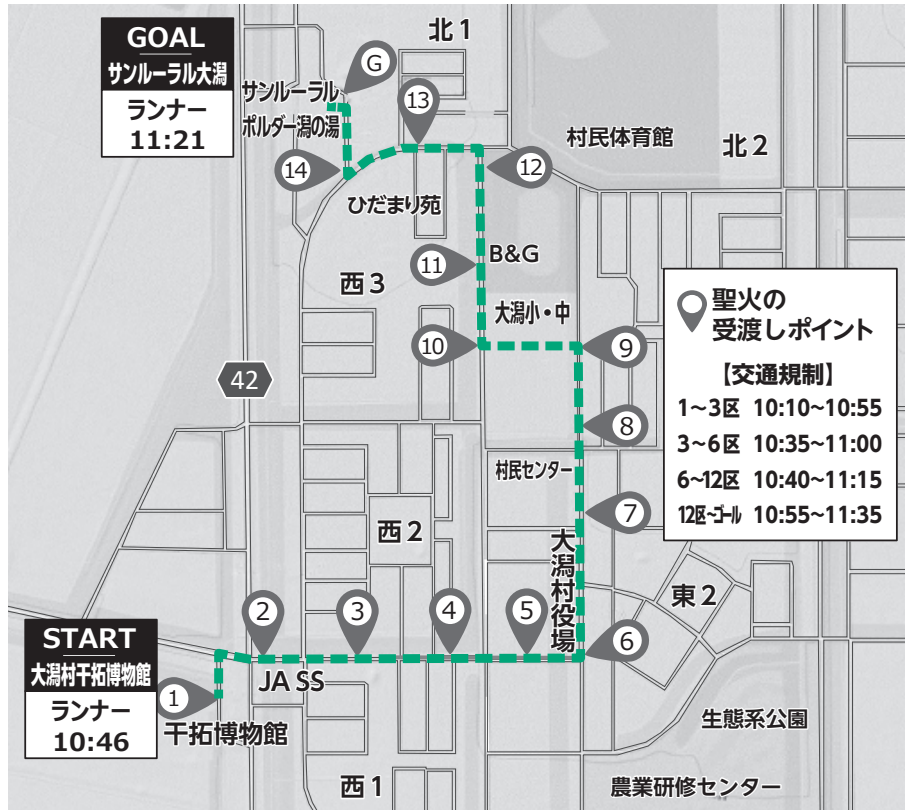 GOAL
サンルーラル大潟
ランナー
11:21
北1
G
サンルーラル
ポルダー潟の湯
13
村民体育館
北2
14
12
ひだまり苑
11
B&G
西3
大潟小・中
10
9
聖火の
受渡しポイント
【交通規制】
1～3区 10:10~10:55
3～6区 10:35~11:00
6~12区 10:40~11:15
12区~ゴール 10:55~11:35
42
8
村民センター
7
西2
大潟村役場
東2
2
3
4
5
6
START
大潟村干拓博物館
ランナー
10:46
1
JA SS
干拓博物館
生態系公園
西1
農業研修センター